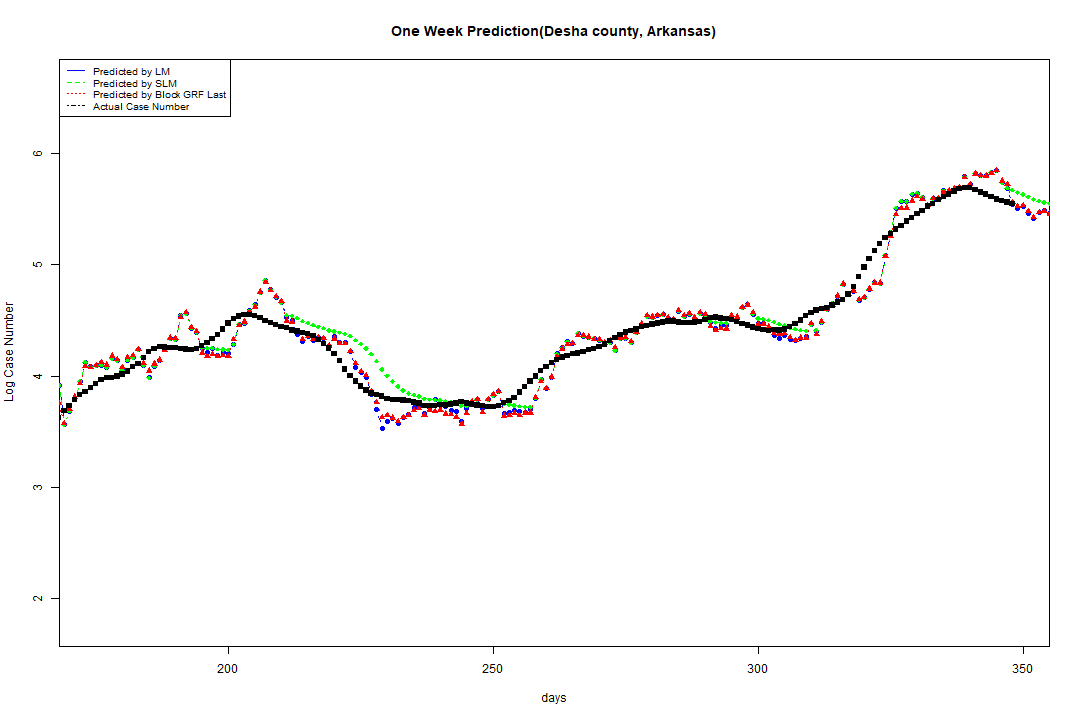 One Week Prediction(Desha county, Arkansas)
Predicted by LM
Predicted by SLM
Predicted by Block GRF Last
Actual Case Number
Log Case Number
6
5
4
3
2
200 250 300 350
days